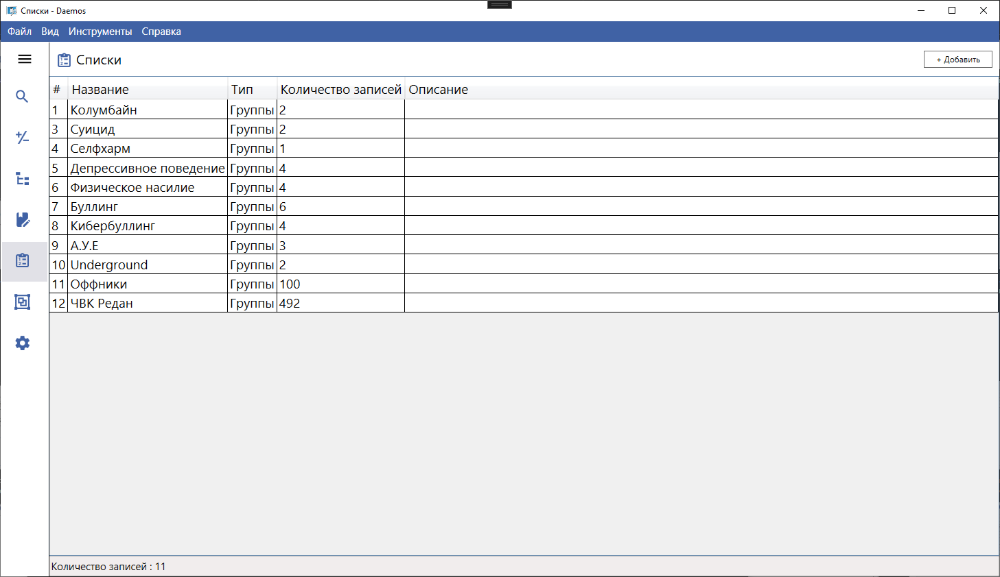 Списки - Daemos
Файл Вид Инструменты Справка
Списки
+ Добавить
# Название Тип Количество записей Описание
1 Колумбайн Группы 2
3 Суицид Группы 2
4 Селфхарм Группы 1
5 Депрессивное поведение Группы 4
6 Физическое насилие Группы 4
7 Буллинг Группы 6
8 Кибербуллинг Группы 4
9 А.У.Е Группы 3
10 Underground Группы 2
11 Оффники Группы 100
12 ЧВК Редан Группы 492
Количество записей : 11